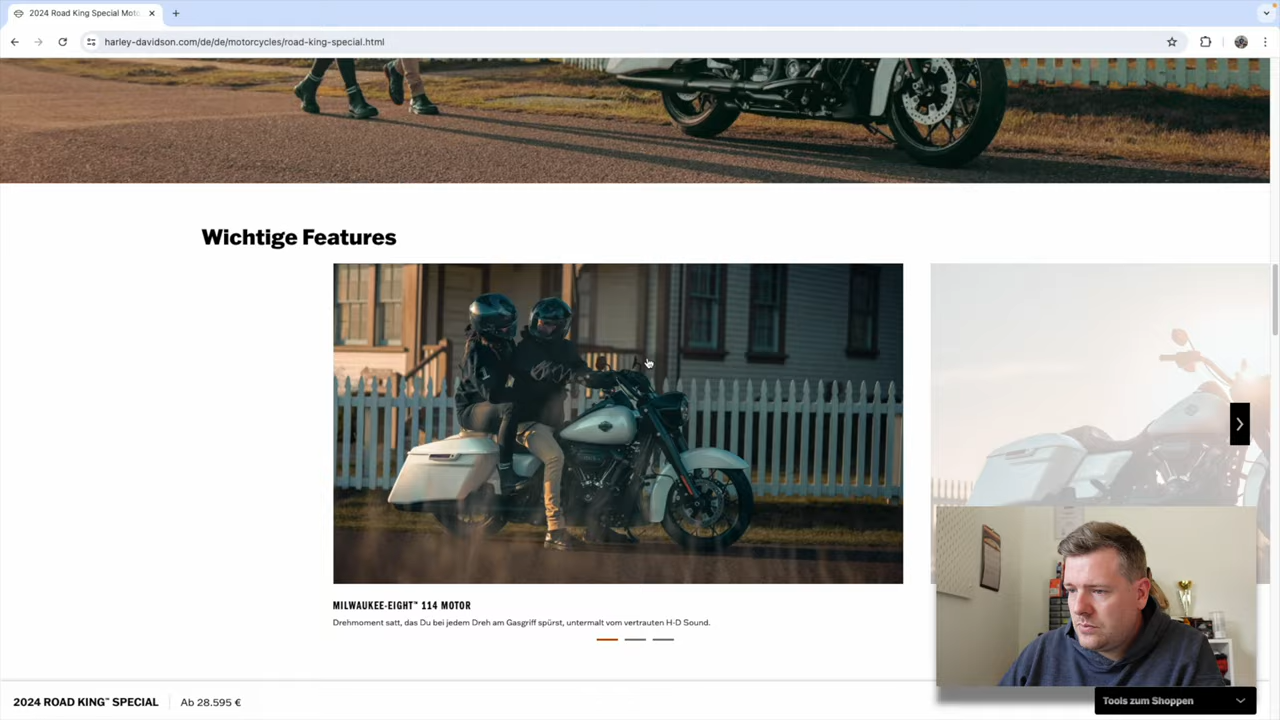 2024 Road King Special Moto
harley-davidson.com/de/de/motorcycles/road-king-special.html
Wichtige Features
MILWAUKEE-EIGHT™ 114 MOTOR
Drehmoment satt, das Du bei jedem Dreh am Gasgriff spürst, untermalt vom vertrauten H-D Sound.
2024 ROAD KING™ SPECIAL
Ab 28.595 €
Tools zum Shoppen